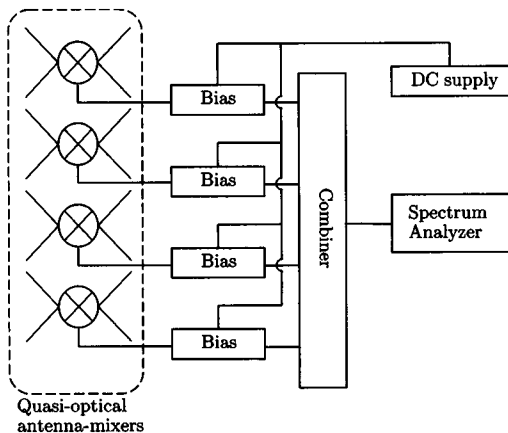 Bias
DC supply
Bias
Bias
Bias
Combiner
Spectrum
Analyzer
Quasi-optical
antenna-mixers